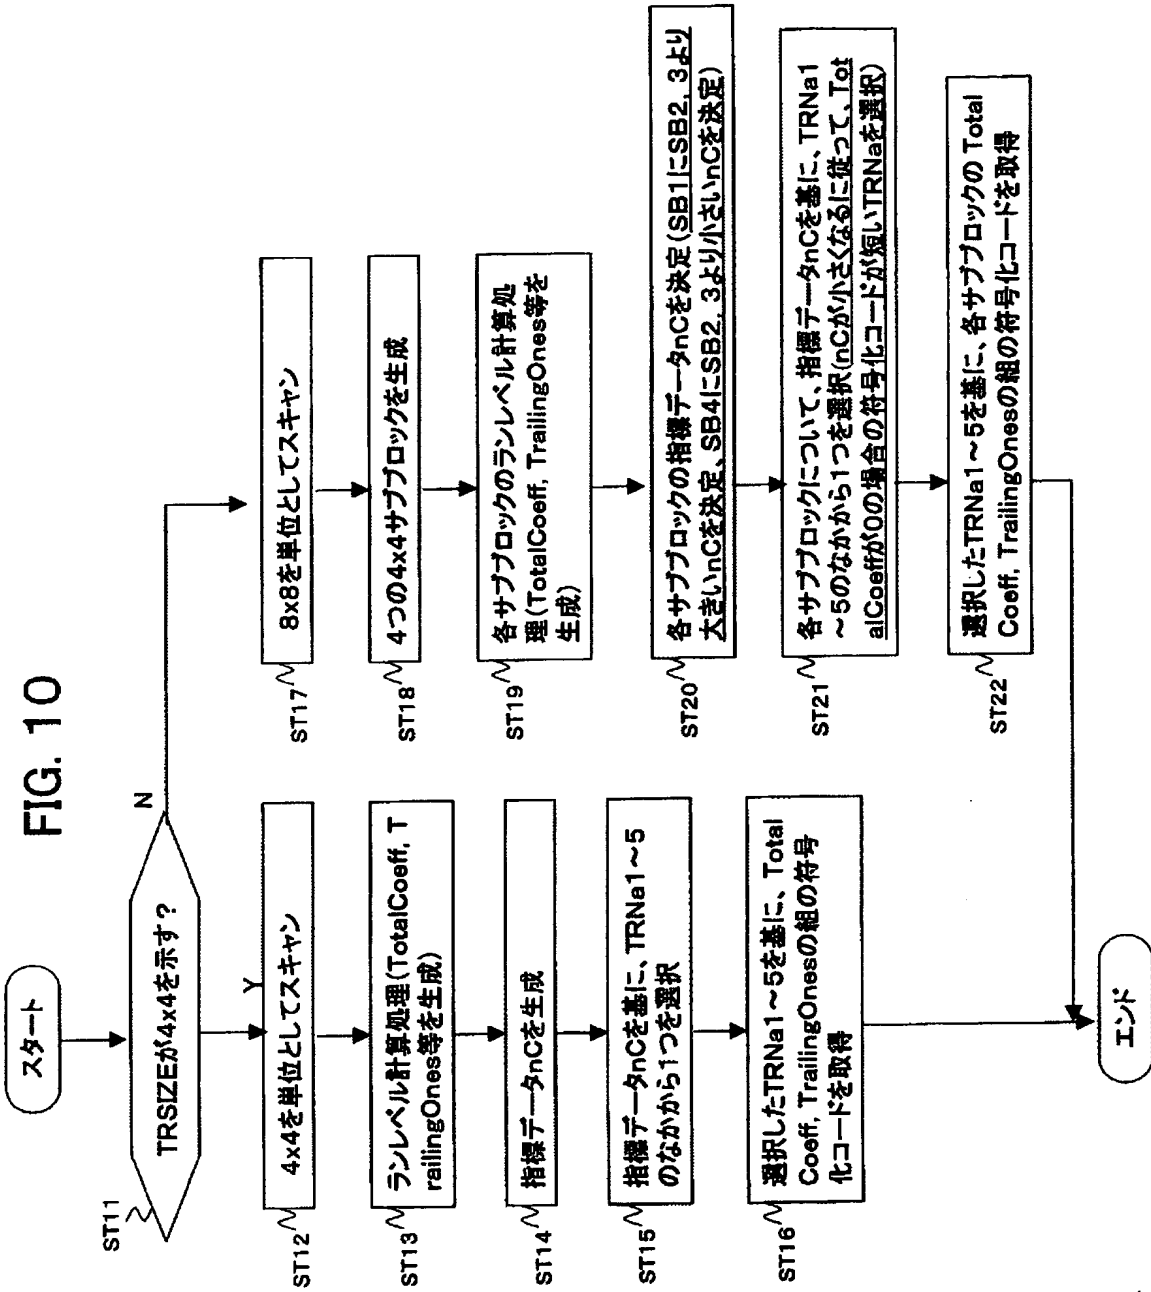 FIG. 10
スタート
ST11
TRSIZEが4x4を示す？
Y
N
ST12
4x4を単位としてスキャン
ST13
ランレベル計算処理(TotalCoeff, T
railingOnes等を生成)
ST14
指標データnCを生成
ST15
指標データnCを基に、TRNa1～5
のなかから1つを選択
ST16
選択したTRNa1～5を基に、Total
Coeff, TrailingOnesの組の符号
化コードを取得
ST17
8x8を単位としてスキャン
ST18
4つの4x4サブブロックを生成
ST19
各サブブロックのランレベル計算処
理(TotalCoeff, TrailingOnes等を
生成)
ST20
各サブブロックの指標データnCを決定(SB1にSB2, 3より
大きいnCを決定、SB4にSB2, 3より小さいnCを決定)
ST21
各サブブロックについて、指標データnCを基に、TRNa1
～5のなかから1つを選択(nCが小さくなるに従って、Tot
alCoeffが0の場合の符号化コードが短いTRNaを選択)
ST22
選択したTRNa1～5を基に、各サブブロックのTotal
Coeff, TrailingOnesの組の符号化コードを取得
エンド